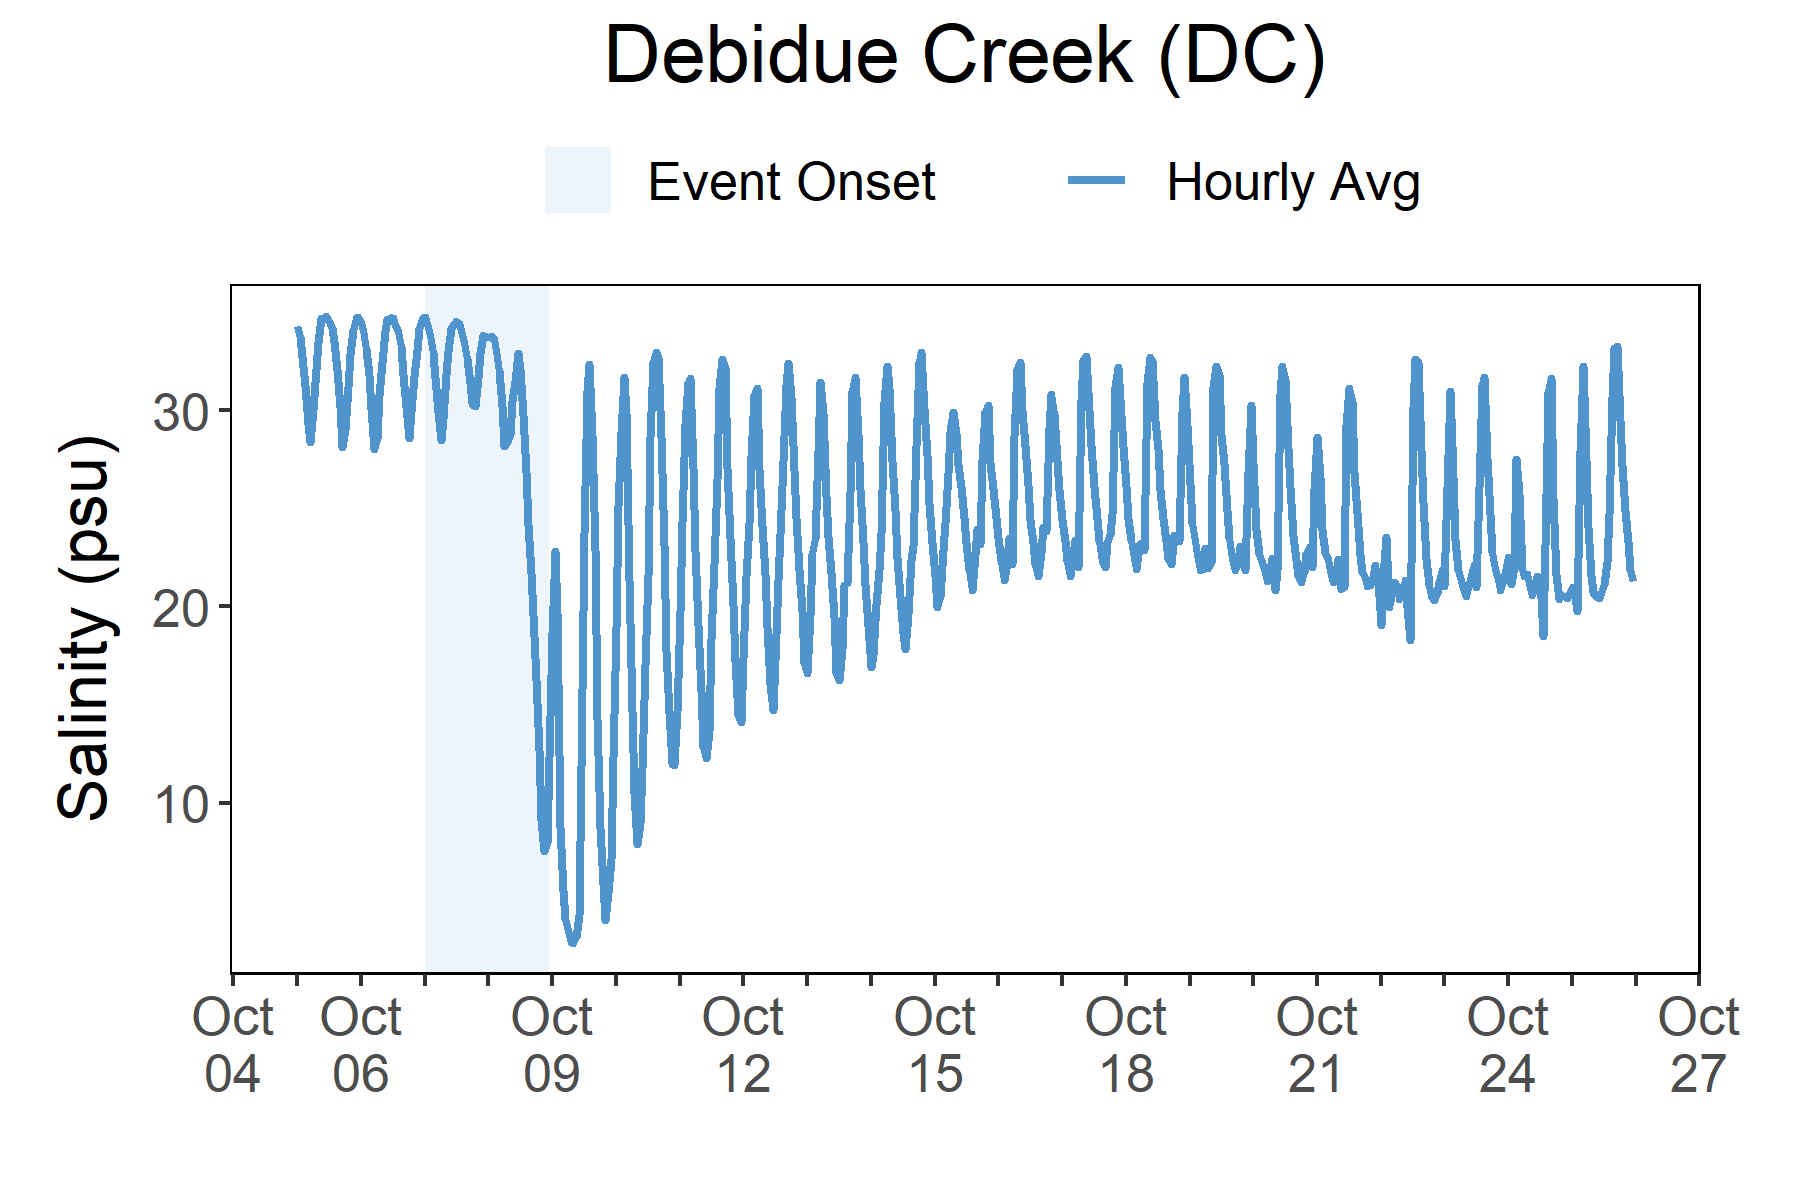 Debidue Creek (DC)
Event Onset Hourly Avg
Salinity (psu)
30
20
10
Oct Oct Oct Oct Oct Oct Oct Oct Oct
04 06 09 12 15 18 21 24 27